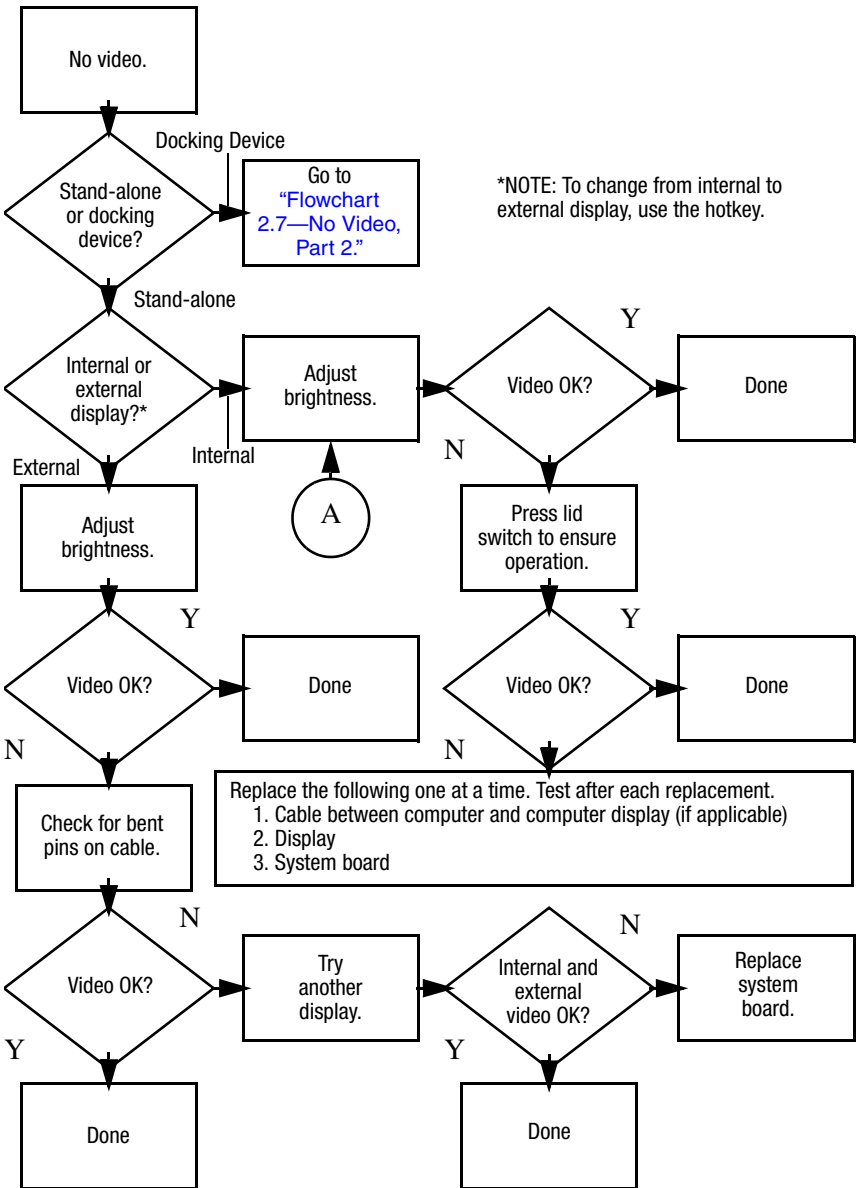 No video.
Docking Device
Stand-alone
or docking
device?
Go to
“Flowchart
2.7—No Video,
Part 2.”
*NOTE: To change from internal to
external display, use the hotkey.
Stand-alone
Internal or
external
display?*
Internal
External
Adjust
brightness.
A
Video OK?
Y
Done
N
Press lid
switch to ensure
operation.
Adjust
brightness.
Video OK?
Y
Done
N
Video OK?
Y
Done
N
Replace the following one at a time. Test after each replacement.
1. Cable between computer and computer display (if applicable)
2. Display
3. System board
Check for bent
pins on cable.
Video OK?
N
Try
another
display.
Internal and
external
video OK?
N
Replace
system
board.
Y
Done
Y
Done